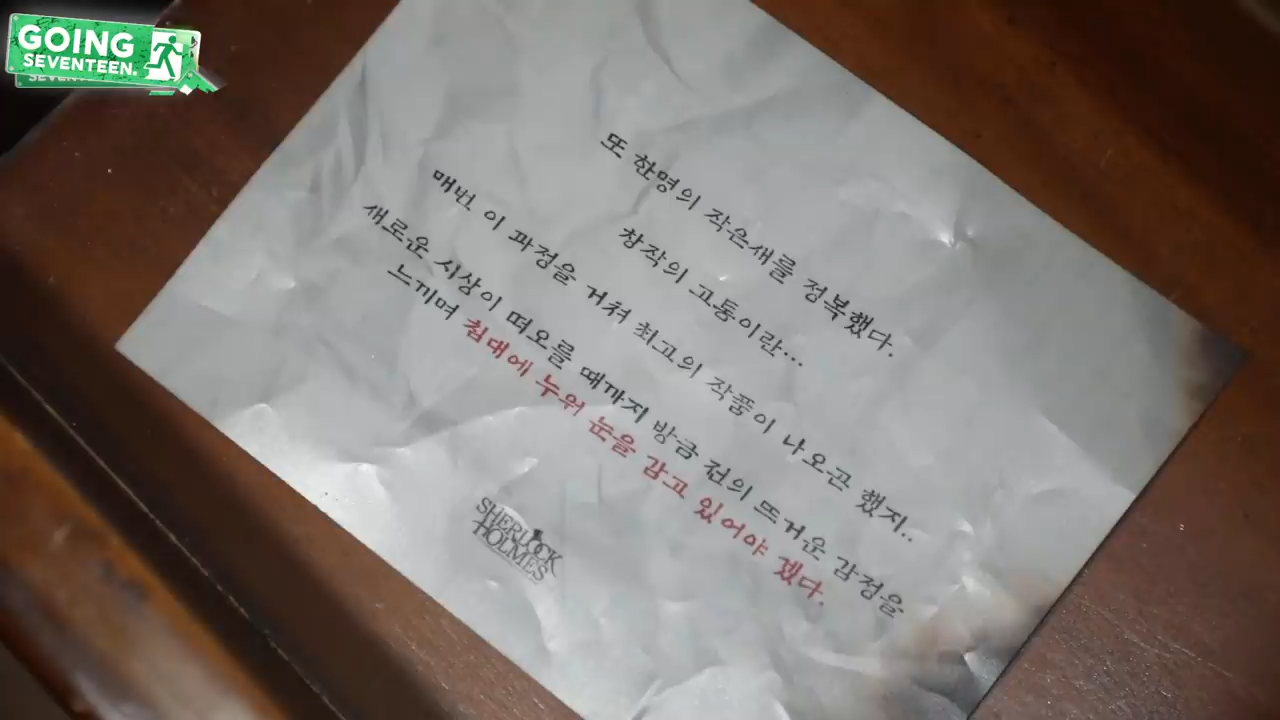 GOING
SEVENTEEN.
또 한명의 작은새를 정복했다.
창작의 고통이란...
매번 이 과정을 거쳐 최고의 작품이 나오곤 했지..
새로운 시상이 떠오를 때까지 방금 전의 뜨거운 감정을
느끼며 침대에 누워 눈을 감고 있어야 겠다.
SHERLOCK
HOLMES